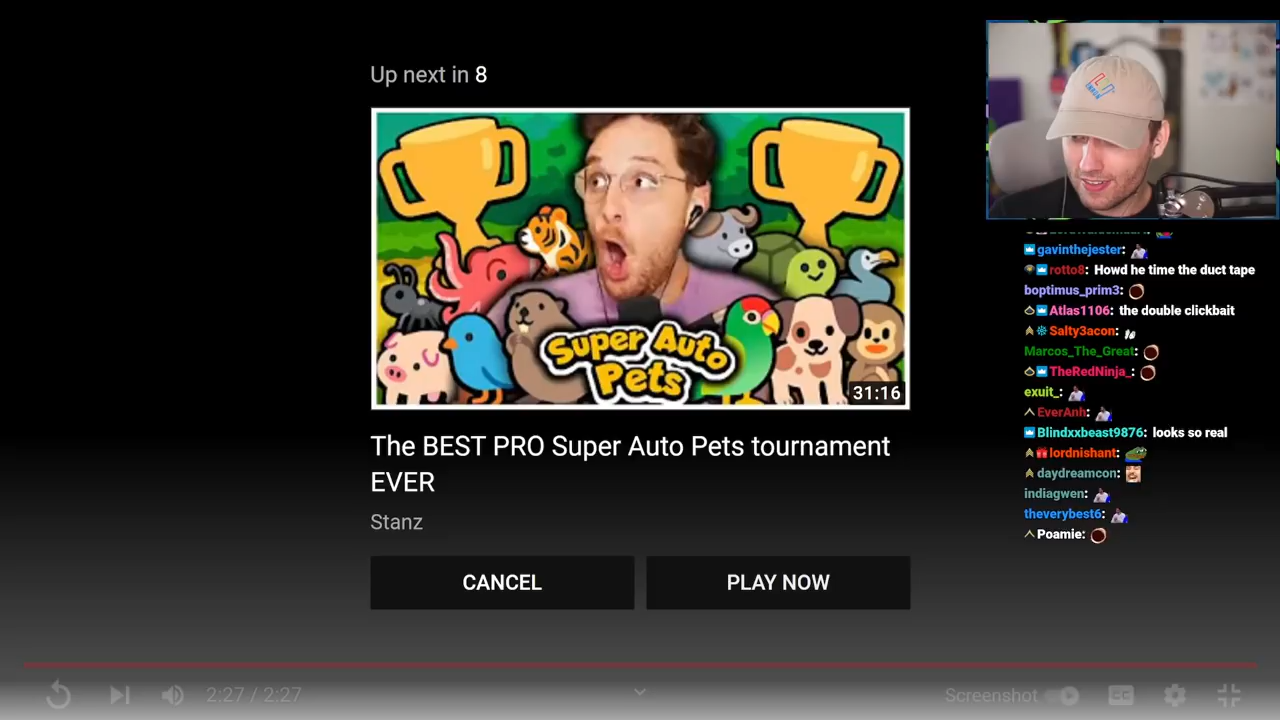 Up next in 8
Super Auto
Pets
31:16
The BEST PRO Super Auto Pets tournament
EVER
Stanz
CANCEL
PLAY NOW
2:27 / 2:27
Screenshot
CC
gavinthejester:
rotto8: Howd he time the duct tape
boptimus_prim3:
Atlas1106: the double clickbait
Salty3acon:
Marcos_The_Great:
TheRedNinja_:
exuit_:
EverAnh:
Blindxxbeast9876: looks so real
lordnishant:
daydreamcon:
indiagwen:
theverybest6:
Poamie: